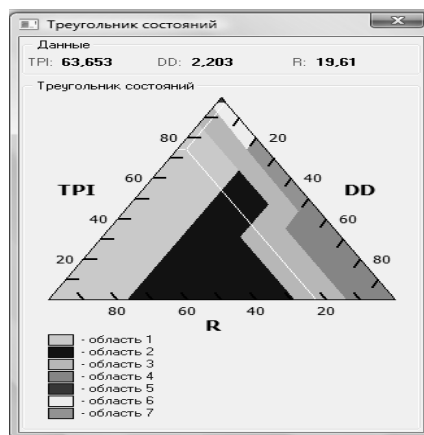 Треугольник состояний
Данные
TPI: 63,653 DD: 2,203 R: 19,61
Треугольник состояний
80 20
60 40
TPI DD
40 60
20 80
80 60 40 20
R
- область 1
- область 2
- область 3
- область 4
- область 5
- область 6
- область 7